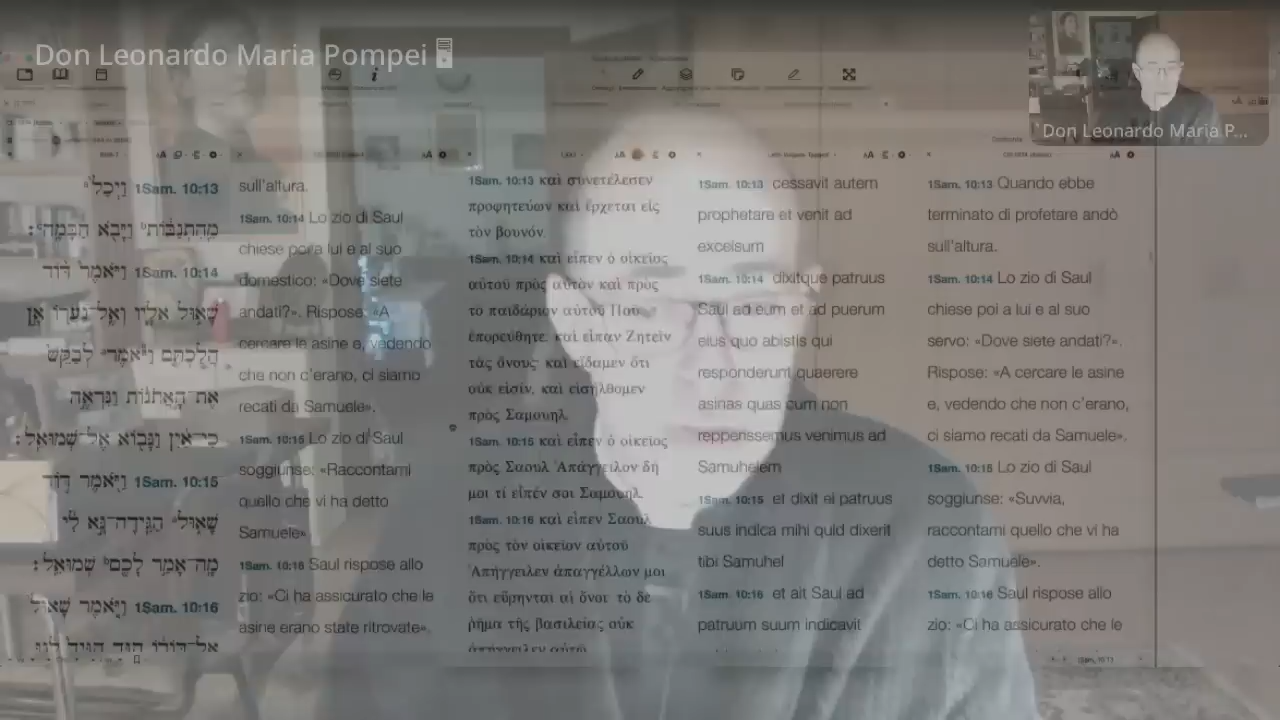 Don Leonardo Maria Pompei
Don Leonardo Maria P...
1Sam. 10:13 וַיְכַל
מֵהִתְנַבּוֹת וַיָּבֹא הַבָּמָה׃
1Sam. 10:14 וַיֹּאמֶר דּוֹד
שָׁאוּל אֵלָיו וְאֶל־נַעֲרוֹ אָן
הֲלַכְתֶּם וַיֹּאמֶר לְבַקֵּשׁ
אֶת־הָאֲתֹנוֹת וַנִּרְאֶה
כִי־אַיִן וַנָּבוֹא אֶל־שְׁמוּאֵל׃
1Sam. 10:15 וַיֹּאמֶר דּוֹד
שָׁאוּל הַגִּידָה־נָּא לִי
מָה־אָמַר לָכֶם שְׁמוּאֵל׃
1Sam. 10:16 וַיֹּאמֶר שָׁאוּל
sull'altura.
1Sam. 10:14 Lo zio di Saul
chiese poi a lui e al suo
domestico: «Dove siete
andati?». Rispose: «A
cercare le asine e, vedendo
che non c'erano, ci siamo
recati da Samuele».
1Sam. 10:15 Lo zio di Saul
soggiunse: «Raccontami
quello che vi ha detto
Samuele».
1Sam. 10:16 Saul rispose allo
zio: «Ci ha assicurato che le
asine erano state ritrovate».
1Sam. 10:13 καὶ συνετέλεσεν
προφητεύων καὶ ἔρχεται εἰς
τὸν βουνόν.
1Sam. 10:14 καὶ εἶπεν ὁ οἰκεῖος
αὐτοῦ πρὸς αὐτὸν καὶ πρὸς
τὸ παιδάριον αὐτοῦ Ποῦ
ἐπορεύθητε; καὶ εἶπαν Ζητεῖν
τὰς ὄνους· καὶ εἴδαμεν ὅτι
οὐκ εἰσίν, καὶ εἰσήλθομεν
πρὸς Σαμουηλ.
1Sam. 10:15 καὶ εἶπεν ὁ οἰκεῖος
πρὸς Σαουλ Ἀπάγγειλον δή
μοι τί εἶπέν σοι Σαμουηλ.
1Sam. 10:16 καὶ εἶπεν Σαουλ
πρὸς τὸν οἰκεῖον αὐτοῦ
Ἀπήγγειλεν ἀπαγγέλλων μοι
ὅτι εὕρηνται αἱ ὄνοι· τὸ δὲ
ῥῆμα τῆς βασιλείας οὐκ
ἀπήγγειλεν αὐτῷ
1Sam. 10:13 cessavit autem
prophetare et venit ad
excelsum
1Sam. 10:14 dixitque patruus
Saul ad eum et ad puerum
eius quo abistis qui
responderunt quaerere
asinas quas cum non
repperissemus venimus ad
Samuhelem
1Sam. 10:15 et dixit ei patruus
suus indica mihi quid dixerit
tibi Samuhel
1Sam. 10:16 et ait Saul ad
patruum suum indicavit
1Sam. 10:13 Quando ebbe
terminato di profetare andò
sull'altura.
1Sam. 10:14 Lo zio di Saul
chiese poi a lui e al suo
servo: «Dove siete andati?».
Rispose: «A cercare le asine
e, vedendo che non c'erano,
ci siamo recati da Samuele».
1Sam. 10:15 Lo zio di Saul
soggiunse: «Suvvia,
raccontami quello che vi ha
detto Samuele».
1Sam. 10:16 Saul rispose allo
zio: «Ci ha assicurato che le